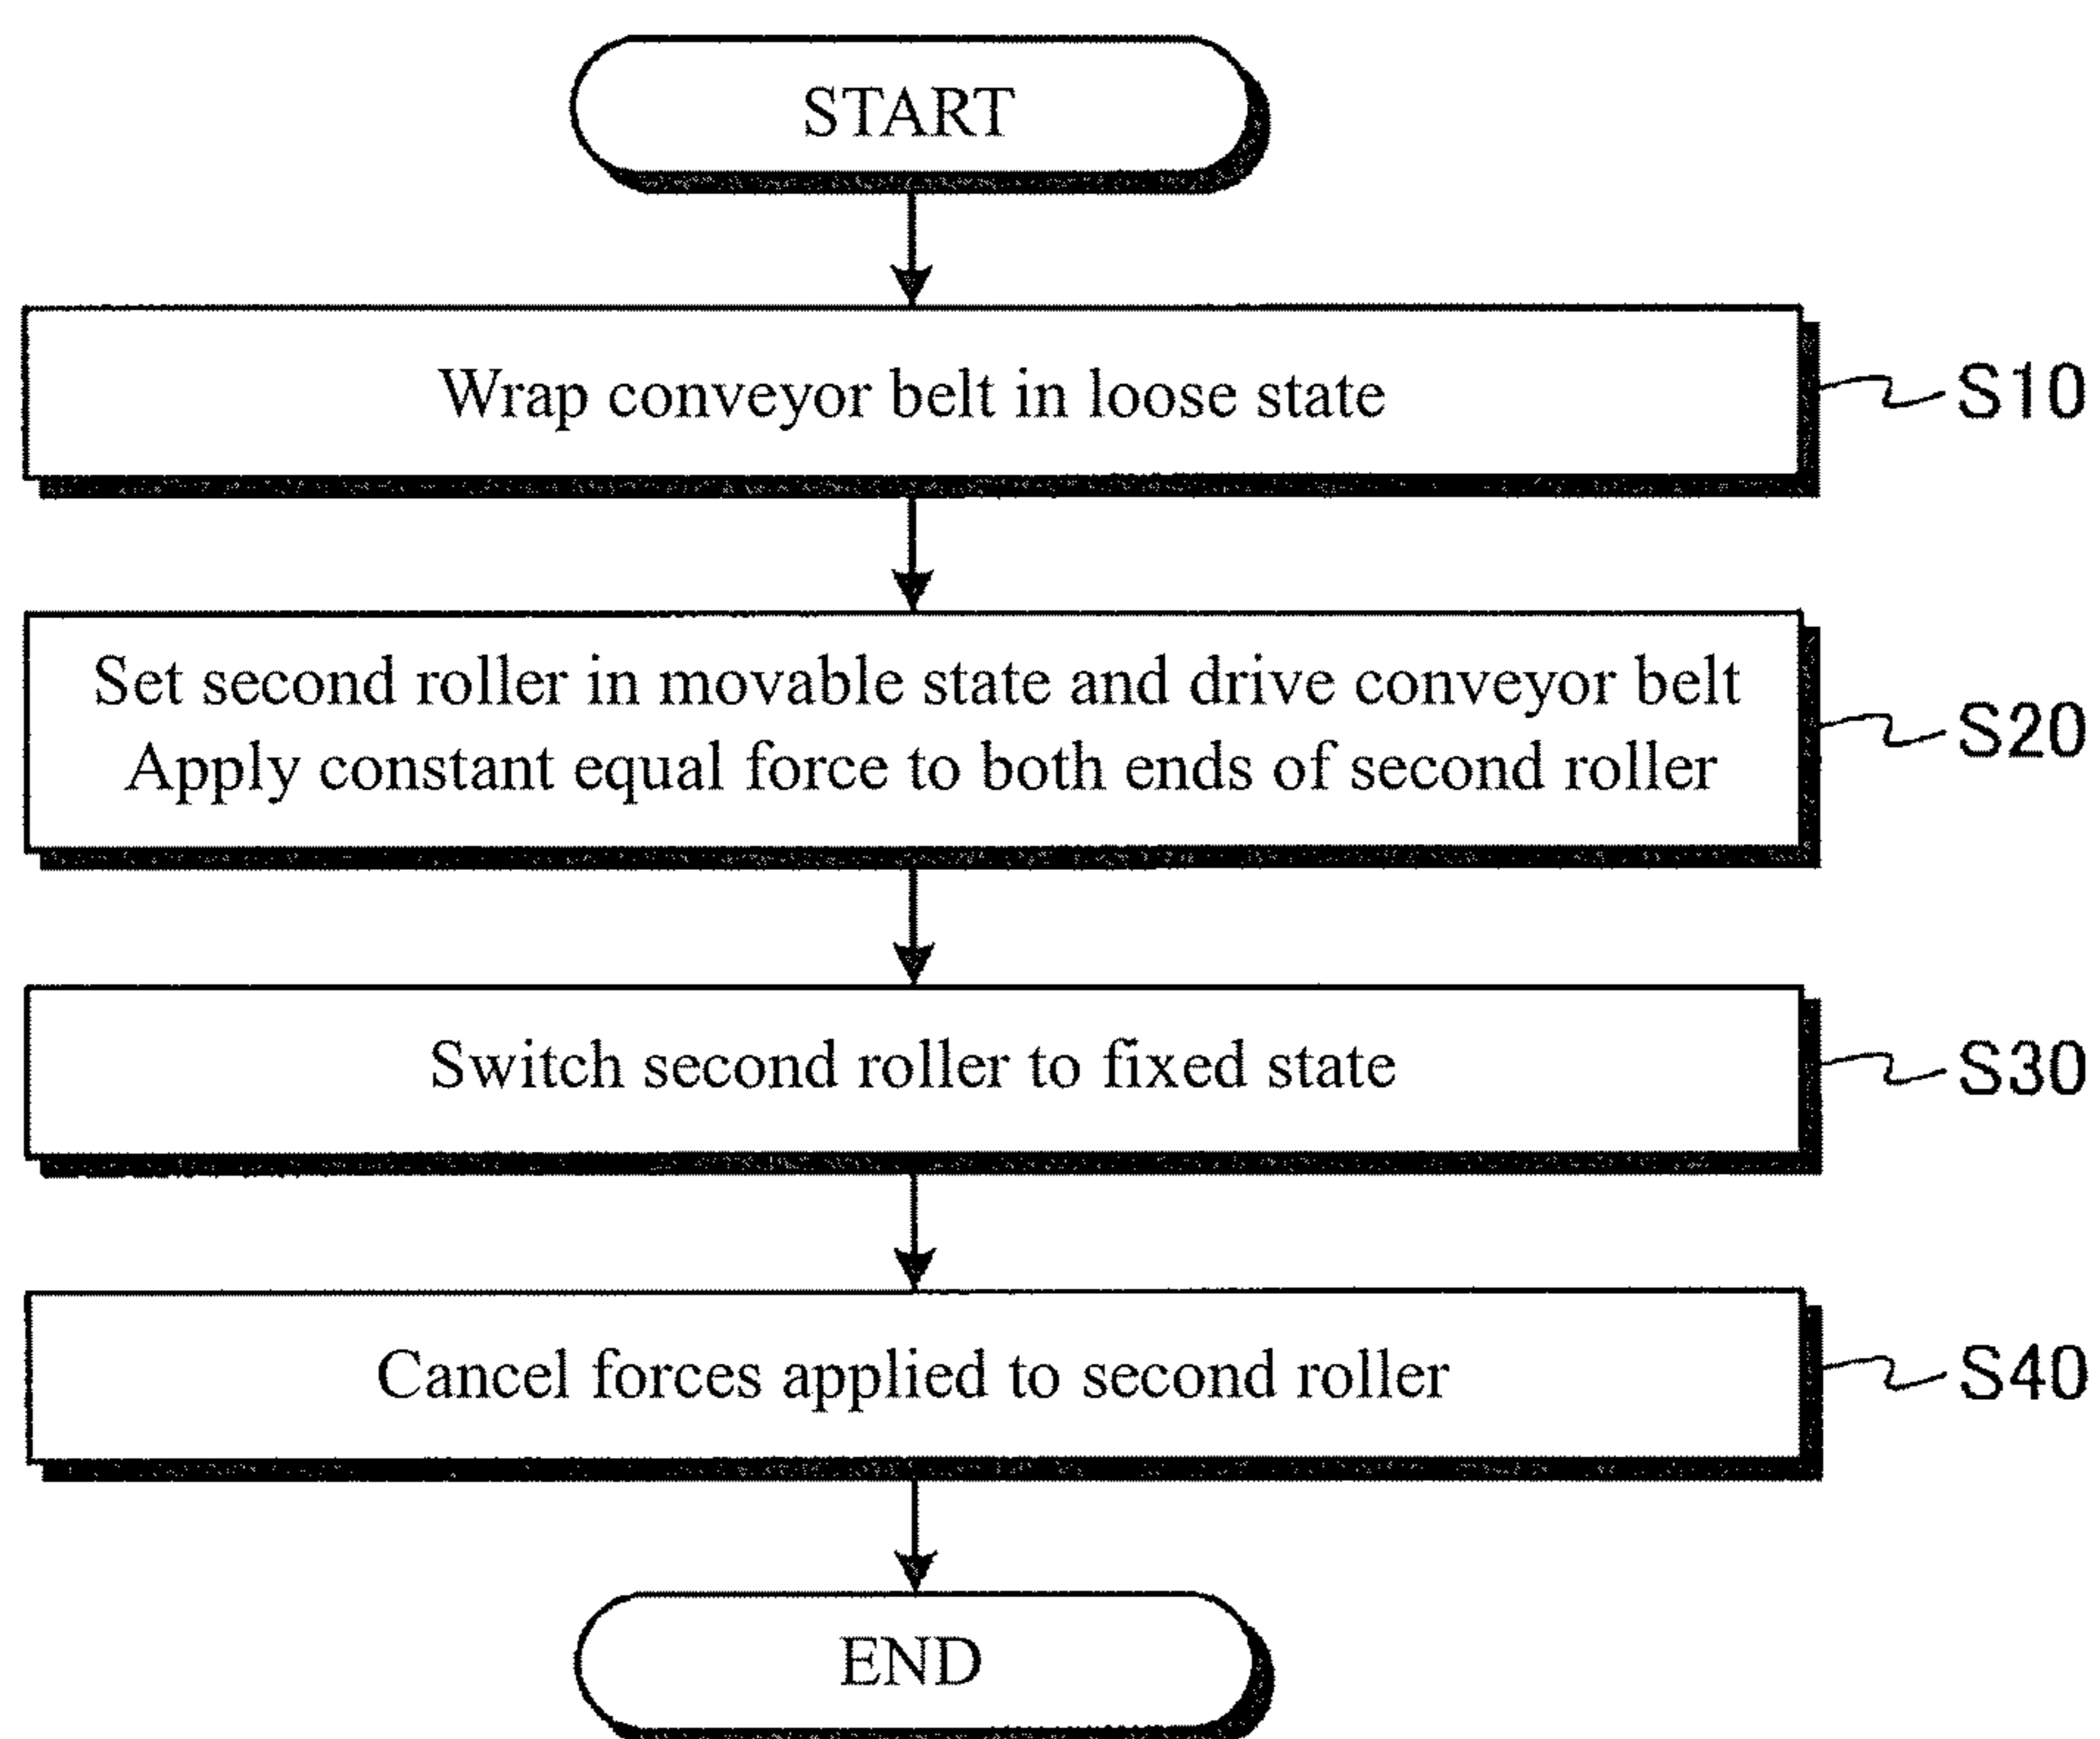 START
Wrap conveyor belt in loose state
S10
Set second roller in movable state and drive conveyor belt
Apply constant equal force to both ends of second roller
S20
Switch second roller to fixed state
S30
Cancel forces applied to second roller
S40
END